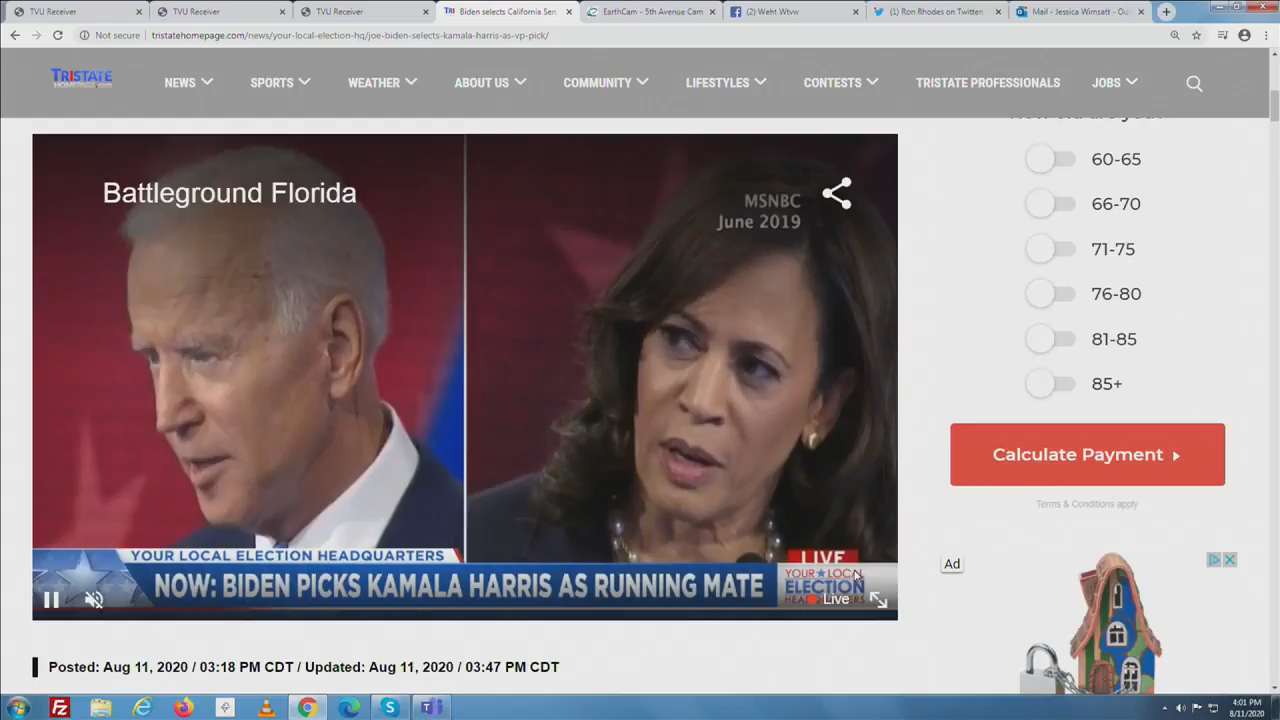 TVU Receiver
TVU Receiver
TVU Receiver
Biden selects California Sen
EarthCam - 5th Avenue Cam
(2) Weht Wtvw
(1) Ron Rhodes on Twitter:
Mail - Jessica Wimsatt - Ou
Not secure | tristatehomepage.com/news/your-local-election-hq/joe-biden-selects-kamala-harris-as-vp-pick/
TRISTATE
HOMEPAGE.com
NEWS
SPORTS
WEATHER
ABOUT US
COMMUNITY
LIFESTYLES
CONTESTS
TRISTATE PROFESSIONALS
JOBS
Battleground Florida
MSNBC
June 2019
YOUR LOCAL ELECTION HEADQUARTERS
NOW: BIDEN PICKS KAMALA HARRIS AS RUNNING MATE
LIVE
YOUR LOCAL
ELECTION
Live
Posted: Aug 11, 2020 / 03:18 PM CDT / Updated: Aug 11, 2020 / 03:47 PM CDT
60-65
66-70
71-75
76-80
81-85
85+
Calculate Payment
Terms & Conditions apply
Ad
4:01 PM
8/11/2020